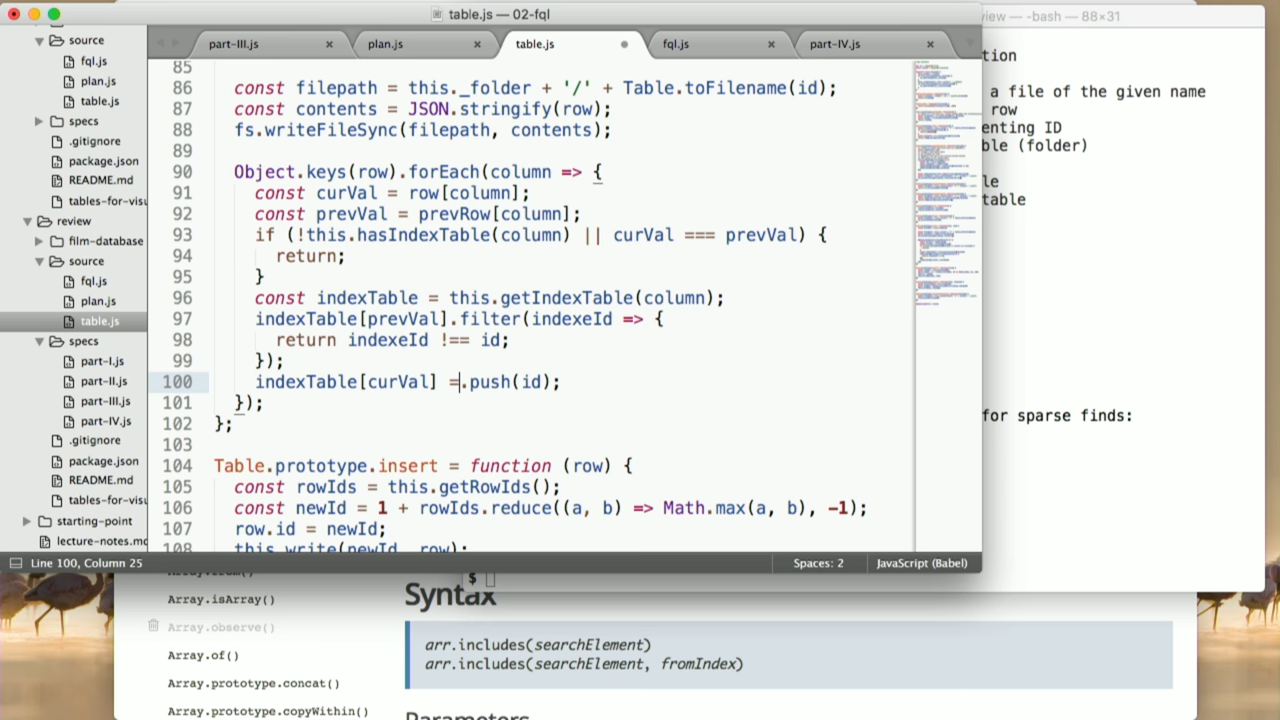 table.js — 02-fql
view — -bash — 88×31
part-III.js
plan.js
table.js
fql.js
part-IV.js
source
fql.js
plan.js
table.js
specs
.gitignore
package.json
README.md
tables-for-visu
review
film-database
source
fql.js
plan.js
table.js
specs
part-I.js
part-II.js
part-III.js
part-IV.js
.gitignore
package.json
README.md
tables-for-visu
starting-point
lecture-notes.md
85
86 const filepath = this._folder + '/' + Table.toFilename(id);
87 const contents = JSON.stringify(row);
88 fs.writeFileSync(filepath, contents);
89
90 Object.keys(row).forEach(column => {
91 const curVal = row[column];
92 const prevVal = prevRow[column];
93 if (!this.hasIndexTable(column) || curVal === prevVal) {
94 return;
95 }
96 const indexTable = this.getIndexTable(column);
97 indexTable[prevVal].filter(indexeId => {
98 return indexeId !== id;
99 });
100 indexTable[curVal] =.push(id);
101 });
102 };
103
104 Table.prototype.insert = function (row) {
105 const rowIds = this.getRowIds();
106 const newId = 1 + rowIds.reduce((a, b) => Math.max(a, b), -1);
107 row.id = newId;
108 this.write(newId, row);
tion
a file of the given name
row
enting ID
ble (folder)
le
table
for sparse finds:
$
Line 100, Column 25
Spaces: 2
JavaScript (Babel)
Array.from()
Array.isArray()
Array.observe()
Array.of()
Array.prototype.concat()
Array.prototype.copyWithin()
Syntax
arr.includes(searchElement)
arr.includes(searchElement, fromIndex)
Parameters